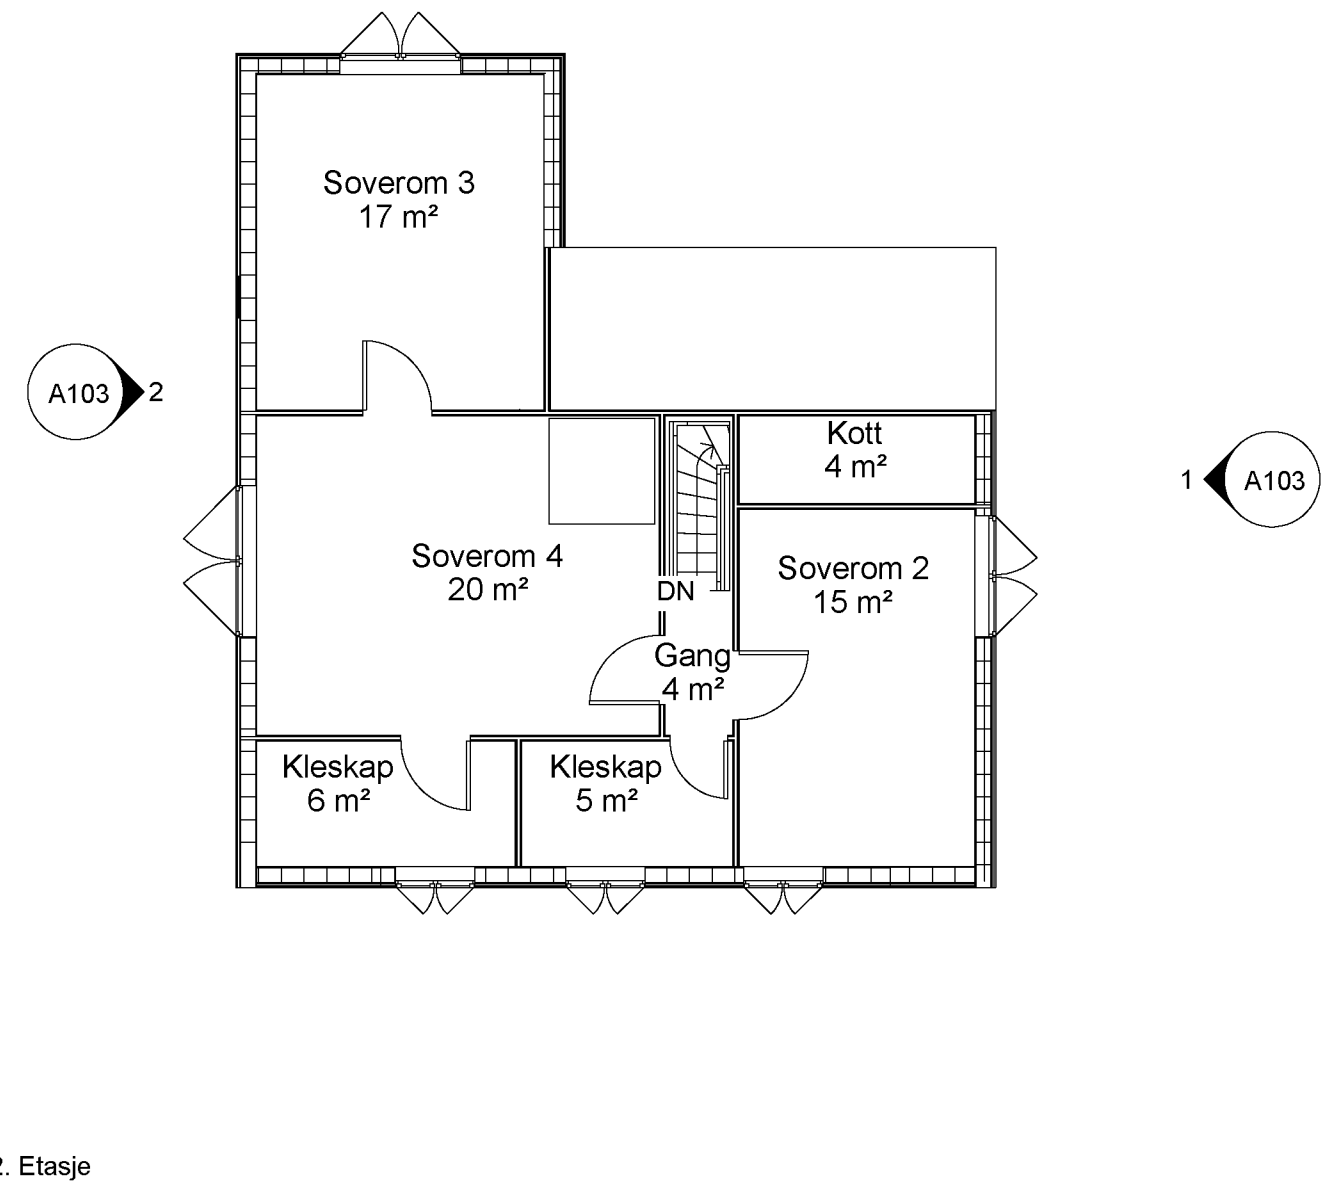 Soverom 3
17 m²
A103
2
Kott
4 m²
1
A103
Soverom 4
20 m²
Soverom 2
15 m²
DN
Gang
4 m²
Kleskap
6 m²
Kleskap
5 m²
2. Etasje